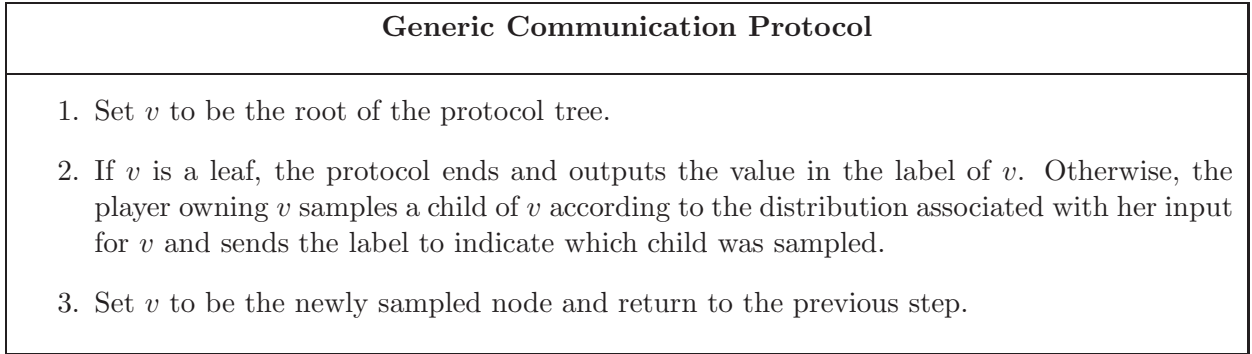 Generic Communication Protocol
1. Set v to be the root of the protocol tree.
2. If v is a leaf, the protocol ends and outputs the value in the label of v. Otherwise, the
player owning v samples a child of v according to the distribution associated with her input
for v and sends the label to indicate which child was sampled.
3. Set v to be the newly sampled node and return to the previous step.